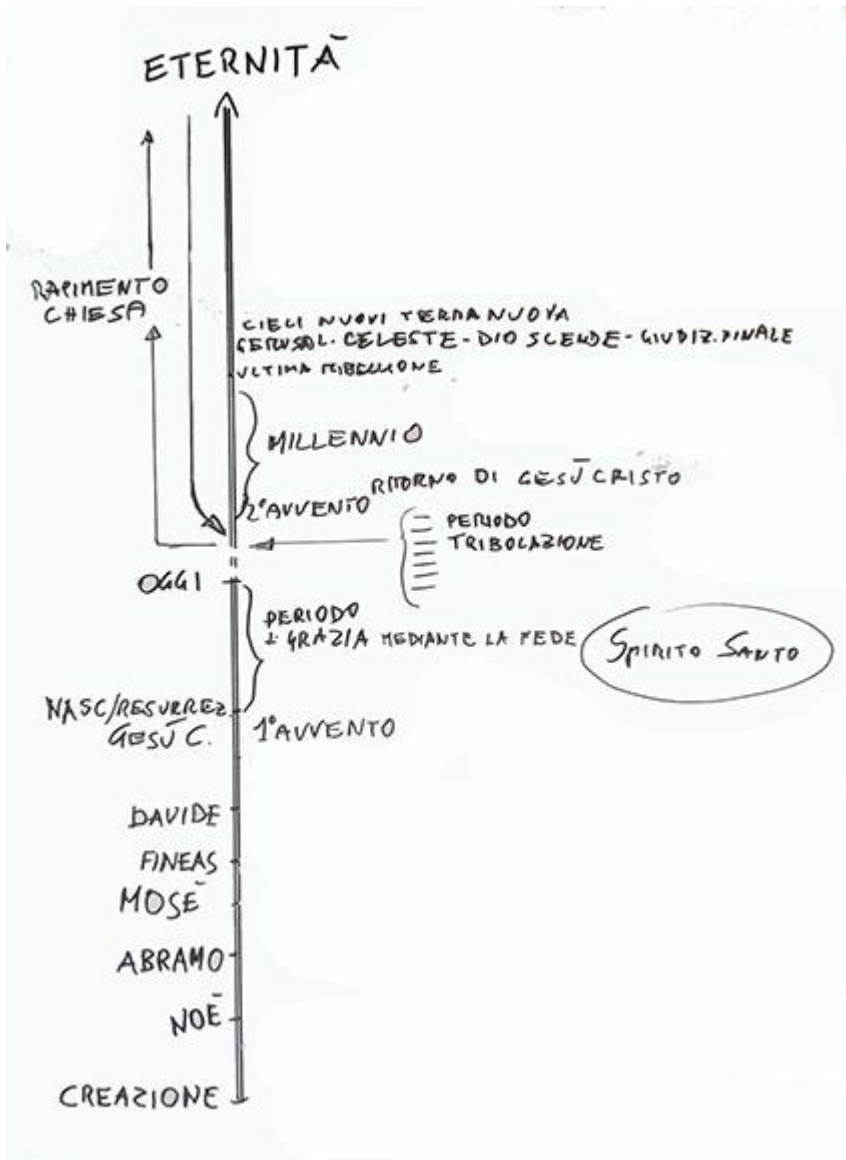 ETERNITÀ
RAPIMENTO
CHIESA
CIELI NUOVI TERRA NUOVA
GERUSAL. CELESTE - DIO SCENDE - GIUDIZ. FINALE
ULTIMA RIBELLIONE
MILLENNIO
RITORNO DI GESÙ CRISTO
2° AVVENTO
PERIODO
TRIBOLAZIONE
OGGI
PERIODO
GRAZIA MEDIANTE LA FEDE
SPIRITO SANTO
NASC/RESURREZ.
GESÙ C.
1° AVVENTO
DAVIDE
FINEAS
MOSÈ
ABRAMO
NOÈ
CREAZIONE